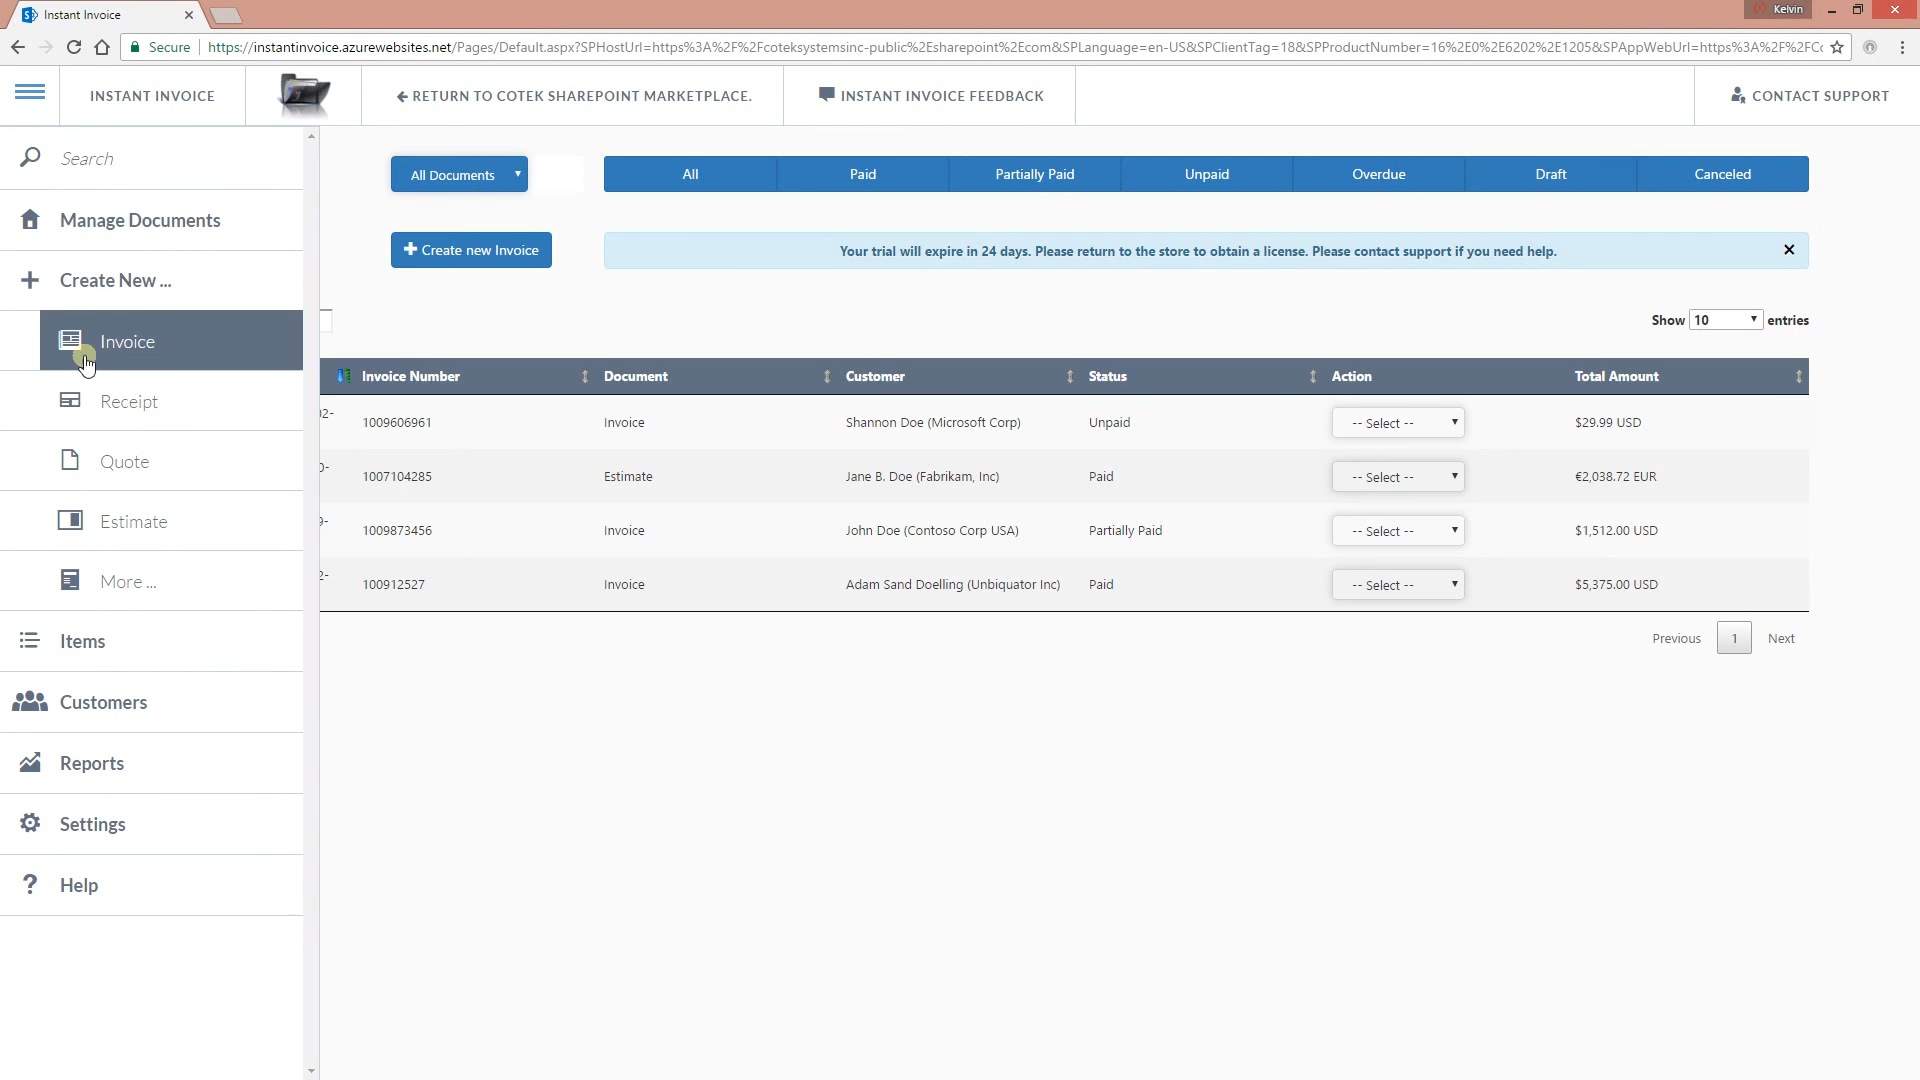 Instant Invoice
Kelvin
Secure https://instantinvoice.azurewebsites.net/Pages/Default.aspx?SPHostUrl=https%3A%2F%2Fcoteksystemsinc-public%2Esharepoint%2Ecom&SPLanguage=en-US&SPClientTag=18&SPProductNumber=16%2E0%2E6202%2E1205&SPAppWebUrl=https%3A%2F%2FCo
INSTANT INVOICE
RETURN TO COTEK SHAREPOINT MARKETPLACE.
INSTANT INVOICE FEEDBACK
CONTACT SUPPORT
Search
Manage Documents
Create New ...
Invoice
Receipt
Quote
Estimate
More ...
Items
Customers
Reports
Settings
Help
All Documents
All Paid Partially Paid Unpaid Overdue Draft Canceled
Create new Invoice
Your trial will expire in 24 days. Please return to the store to obtain a license. Please contact support if you need help.
Show 10 entries
Invoice Number Document Customer Status Action Total Amount
02- 1009606961 Invoice Shannon Doe (Microsoft Corp) Unpaid -- Select -- $29.99 USD
0- 1007104285 Estimate Jane B. Doe (Fabrikam, Inc) Paid -- Select -- €2,038.72 EUR
9- 1009873456 Invoice John Doe (Contoso Corp USA) Partially Paid -- Select -- $1,512.00 USD
2- 100912527 Invoice Adam Sand Doelling (Unbiquator Inc) Paid -- Select -- $5,375.00 USD
Previous 1 Next